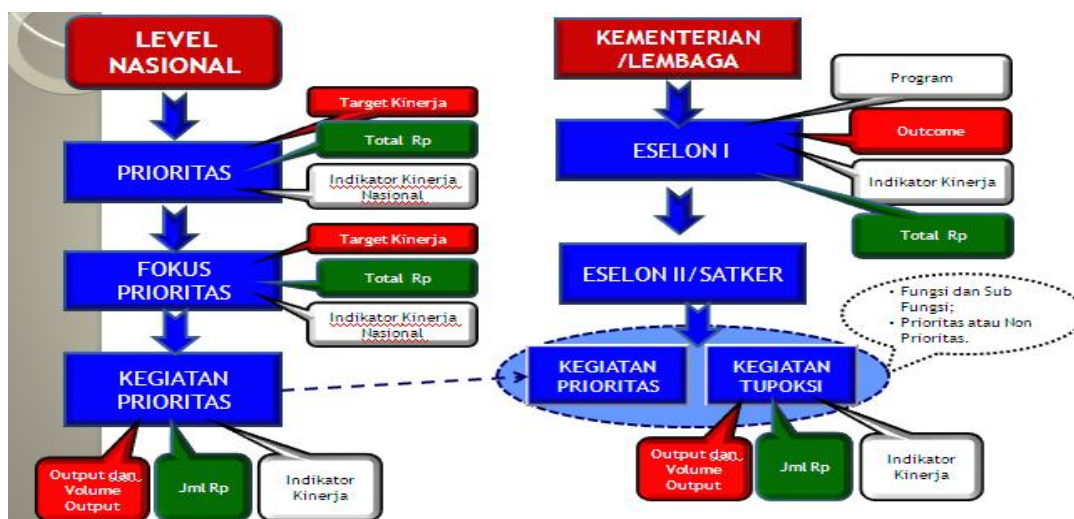 LEVEL
NASIONAL
Target Kinerja
Total Rp
PRIORITAS
Indikator Kinerja
Nasional
Target Kinerja
FOKUS
PRIORITAS
Total Rp
Indikator Kinerja
Nasional
KEGIATAN
PRIORITAS
Output dan
Volume
Output
Jml Rp
Indikator
Kinerja
KEMENTERIAN
/LEMBAGA
Program
Outcome
ESELON I
Indikator Kinerja
Total Rp
ESELON II/SATKER
• Fungsi dan Sub
Fungsi;
• Prioritas atau Non
Prioritas.
KEGIATAN
PRIORITAS
KEGIATAN
TUPOKSI
Output dan
Volume
Output
Jml Rp
Indikator
Kinerja